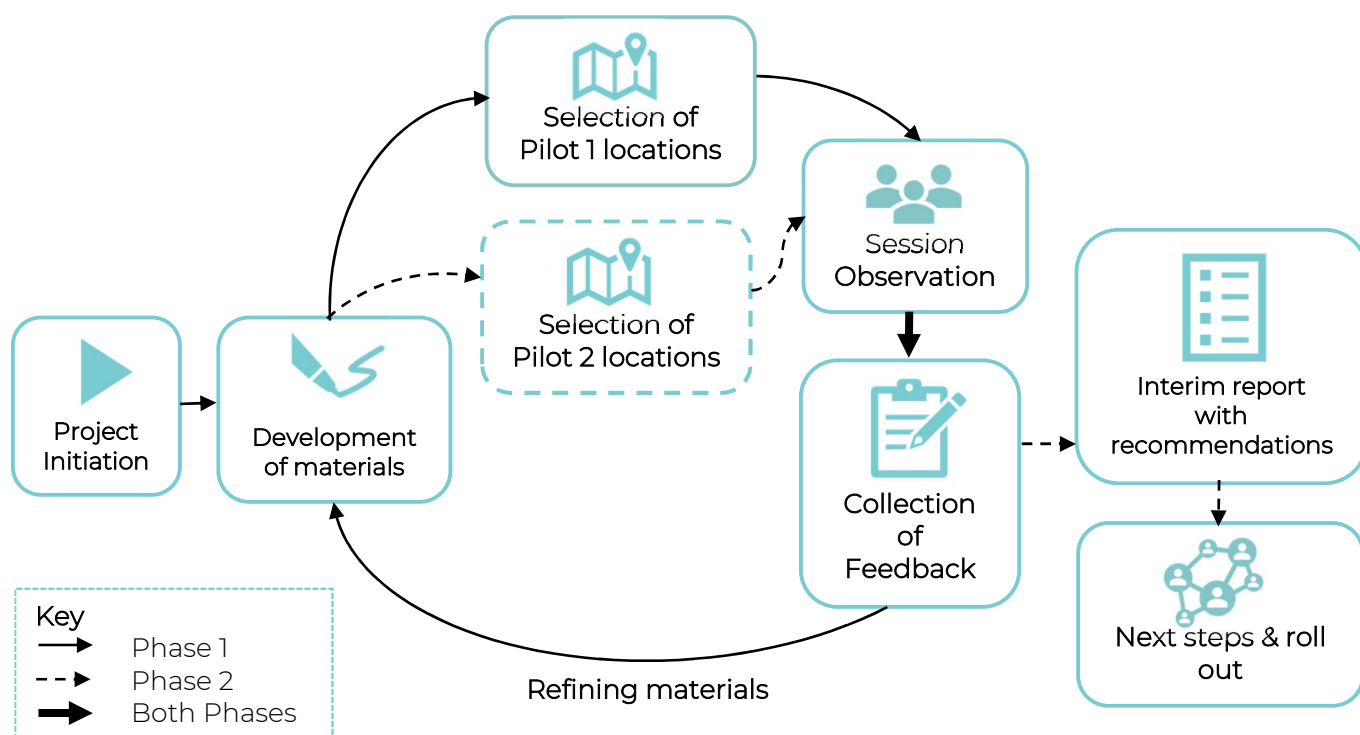 Selection of
Pilot 1 locations
Session
Observation
Selection of
Pilot 2 locations
Project
Initiation
Development
of materials
Collection
of
Feedback
Interim report
with
recommendations
Next steps & roll
out
Refining materials
Key
Phase 1
Phase 2
Both Phases